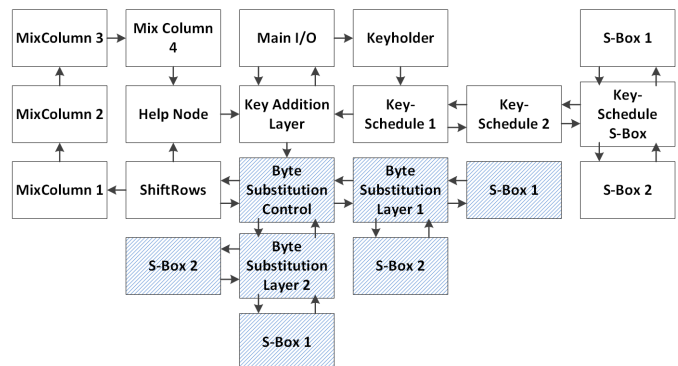 MixColumn 3
Mix Column
4
Main I/O
Keyholder
S-Box 1
MixColumn 2
Help Node
Key Addition
Layer
Key-
Schedule 1
Key-
Schedule 2
Key-
Schedule
S-Box
MixColumn 1
ShiftRows
Byte
Substitution
Control
Byte
Substitution
Layer 1
S-Box 1
S-Box 2
S-Box 2
Byte
Substitution
Layer 2
S-Box 2
S-Box 1